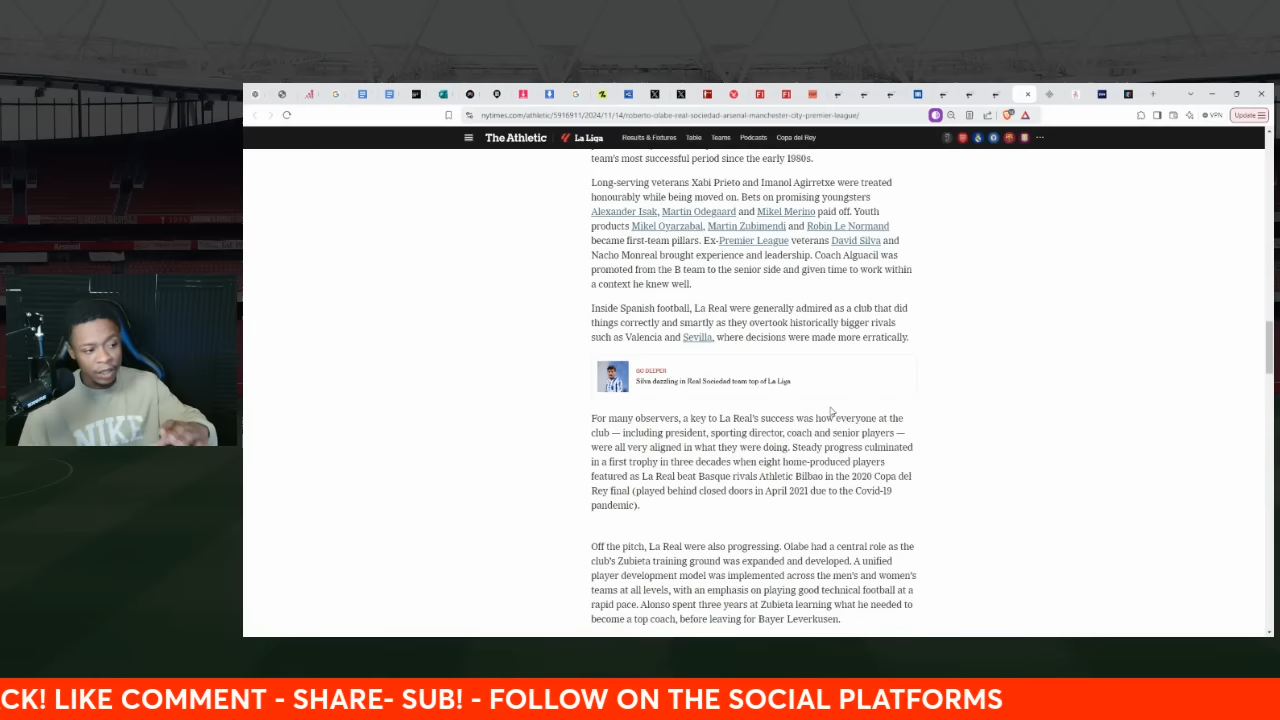 nytimes.com/athletic/5916911/2024/11/14/roberto-olabe-real-sociedad-arsenal-manchester-city-premier-league/
VPN
Update
The Athletic
La Liga
Results & Fixtures
Table
Teams
Podcasts
Copa del Rey
team's most successful period since the early 1980s.
Long-serving veterans Xabi Prieto and Imanol Agirretxe were treated
honourably while being moved on. Bets on promising youngsters
Alexander Isak, Martin Odegaard and Mikel Merino paid off. Youth
products Mikel Oyarzabal, Martin Zubimendi and Robin Le Normand
became first-team pillars. Ex-Premier League veterans David Silva and
Nacho Monreal brought experience and leadership. Coach Alguacil was
promoted from the B team to the senior side and given time to work within
a context he knew well.
Inside Spanish football, La Real were generally admired as a club that did
things correctly and smartly as they overtook historically bigger rivals
such as Valencia and Sevilla, where decisions were made more erratically.
GO DEEPER
Silva dazzling in Real Sociedad team top of La Liga
For many observers, a key to La Real's success was how everyone at the
club — including president, sporting director, coach and senior players —
were all very aligned in what they were doing. Steady progress culminated
in a first trophy in three decades when eight home-produced players
featured as La Real beat Basque rivals Athletic Bilbao in the 2020 Copa del
Rey final (played behind closed doors in April 2021 due to the Covid-19
pandemic).
Off the pitch, La Real were also progressing. Olabe had a central role as the
club's Zubieta training ground was expanded and developed. A unified
player development model was implemented across the men's and women's
teams at all levels, with an emphasis on playing good technical football at a
rapid pace. Alonso spent three years at Zubieta learning what he needed to
become a top coach, before leaving for Bayer Leverkusen.
NIKE
CK! LIKE COMMENT - SHARE- SUB! - FOLLOW ON THE SOCIAL PLATFORMS